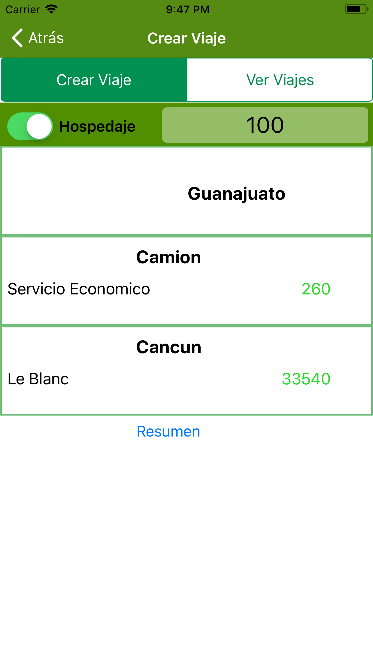 Carrier 9:47 PM
Atrás Crear Viaje
Crear Viaje Ver Viajes
Hospedaje 100
Guanajuato
Camion
Servicio Economico 260
Cancun
Le Blanc 33540
Resumen